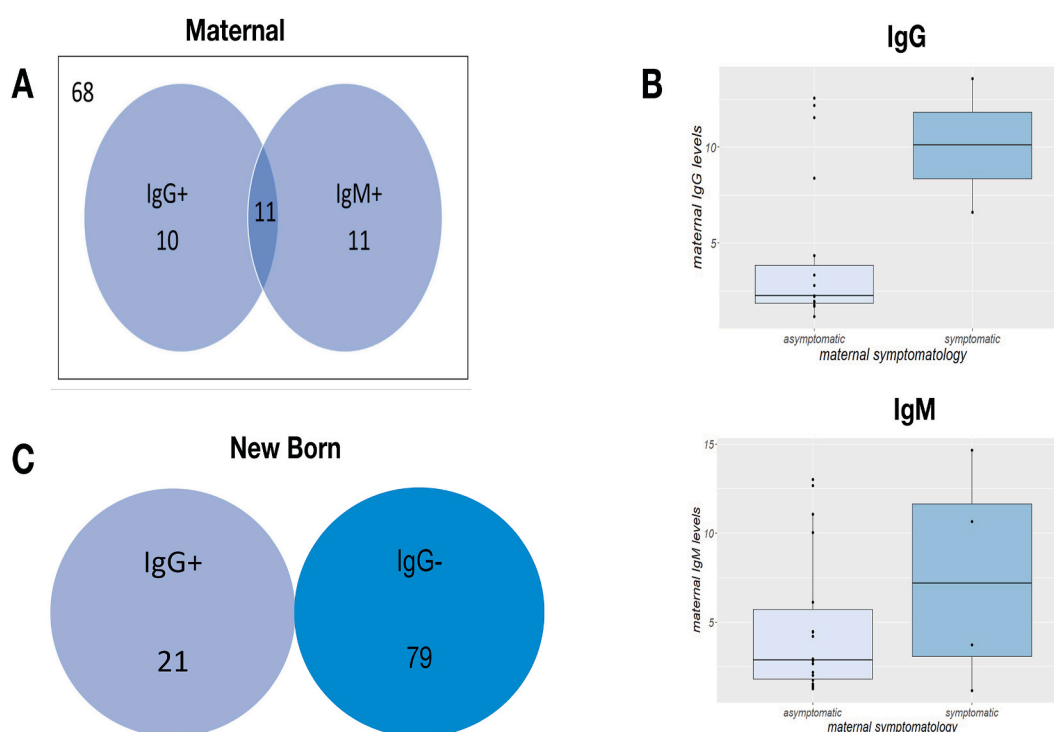 Maternal
A
68
IgG+
10
11
IgM+
11
B
IgG
maternal IgG levels
10
5
asymptomatic
symptomatic
maternal symptomatology
IgM
maternal IgM levels
15
10
5
asymptomatic
symptomatic
maternal symptomatology
C
New Born
IgG+
21
IgG-
79